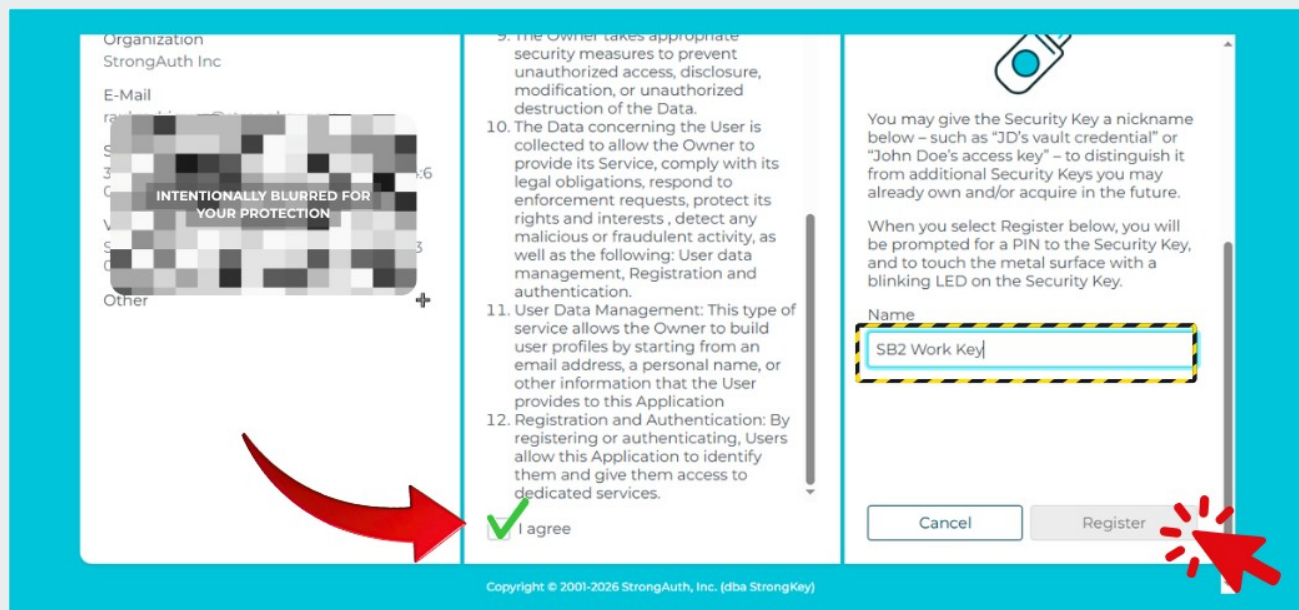 Organization
StrongAuth Inc
E-Mail
INTENTIONALLY BLURRED FOR
YOUR PROTECTION
Other
9. The Owner takes appropriate
security measures to prevent
unauthorized access, disclosure,
modification, or unauthorized
destruction of the Data.
10. The Data concerning the User is
collected to allow the Owner to
provide its Service, comply with its
legal obligations, respond to
enforcement requests, protect its
rights and interests , detect any
malicious or fraudulent activity, as
well as the following: User data
management, Registration and
authentication.
11. User Data Management: This type of
service allows the Owner to build
user profiles by starting from an
email address, a personal name, or
other information that the User
provides to this Application
12. Registration and Authentication: By
registering or authenticating, Users
allow this Application to identify
them and give them access to
dedicated services.
I agree
You may give the Security Key a nickname
below – such as “JD’s vault credential” or
“John Doe’s access key” – to distinguish it
from additional Security Keys you may
already own and/or acquire in the future.
When you select Register below, you will
be prompted for a PIN to the Security Key,
and to touch the metal surface with a
blinking LED on the Security Key.
Name
SB2 Work Key
Cancel
Register
Copyright © 2001-2026 StrongAuth, Inc. (dba StrongKey)